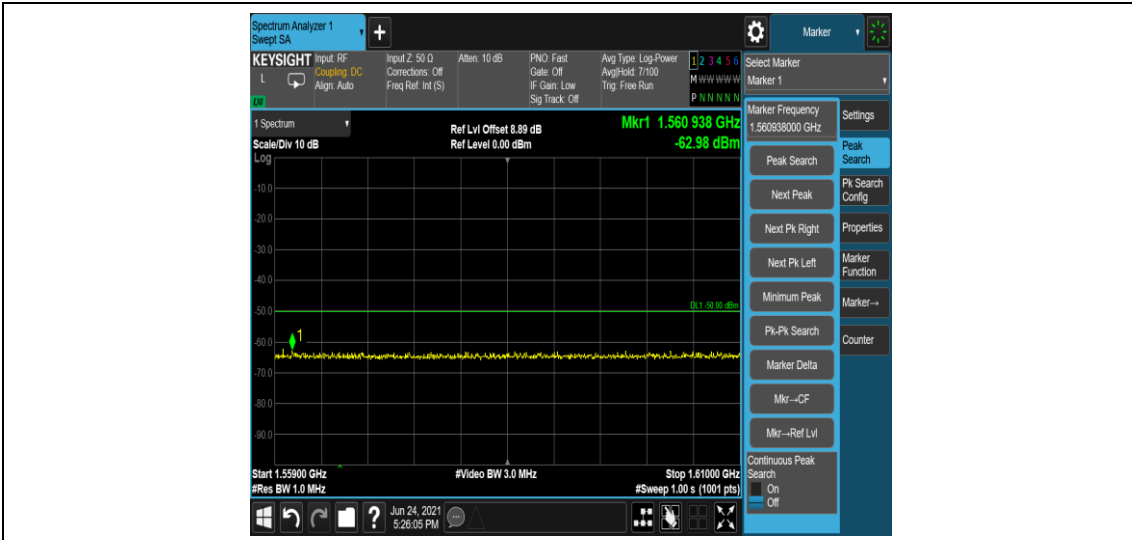 Spectrum Analyzer 1
Swept SA
+
Marker
KEYSIGHT
L
LXI
Input: RF
Coupling: DC
Align: Auto
Input Z: 50 Ω
Corrections: Off
Freq Ref: Int (S)
Atten: 10 dB
PNO: Fast
Gate: Off
IF Gain: Low
Sig Track: Off
Avg Type: Log-Power
Avg|Hold: 7/100
Trig: Free Run
1 2 3 4 5 6
M W W W W W
P N N N N N
Select Marker
Marker 1
1 Spectrum
Scale/Div 10 dB
Log
Ref Lvl Offset 8.89 dB
Ref Level 0.00 dBm
Mkr1 1.560 938 GHz
-62.98 dBm
-10.0
-20.0
-30.0
-40.0
-50.0
-60.0
-70.0
-80.0
-90.0
DL1 -50.00 dBm
1
Start 1.55900 GHz
#Res BW 1.0 MHz
#Video BW 3.0 MHz
Stop 1.61000 GHz
#Sweep 1.00 s (1001 pts)
Marker Frequency
1.560938000 GHz
Peak Search
Next Peak
Next Pk Right
Next Pk Left
Minimum Peak
Pk-Pk Search
Marker Delta
Mkr→CF
Mkr→Ref Lvl
Continuous Peak
Search
On
Off
Settings
Peak
Search
Pk Search
Config
Properties
Marker
Function
Marker→
Counter
?
Jun 24, 2021
5:26:05 PM